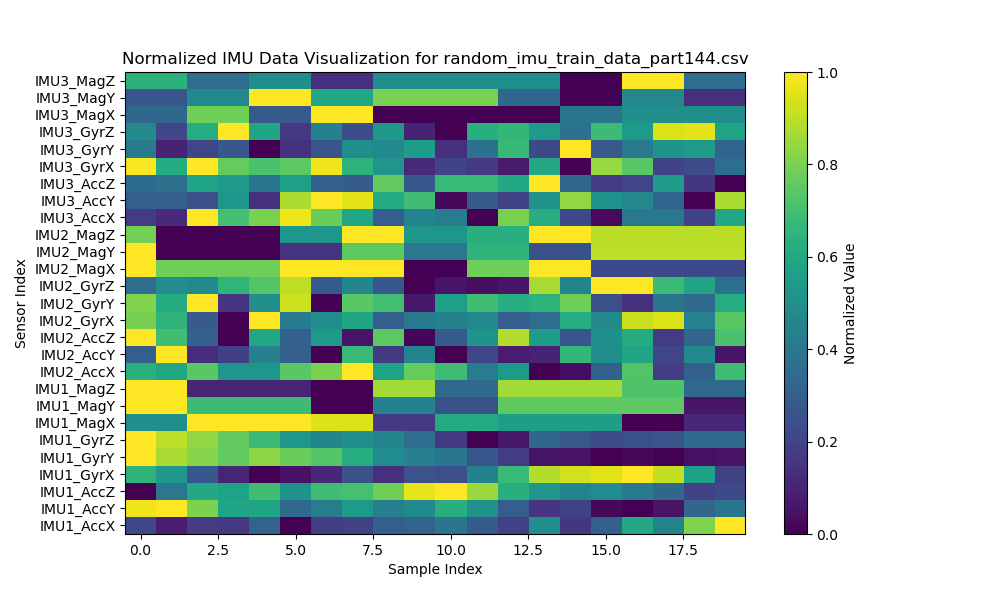 Normalized IMU Data Visualization for random_imu_train_data_part144.csv
IMU3_MagZ
IMU3_MagY
IMU3_MagX
IMU3_GyrZ
IMU3_GyrY
IMU3_GyrX
IMU3_AccZ
IMU3_AccY
IMU3_AccX
IMU2_MagZ
IMU2_MagY
IMU2_MagX
IMU2_GyrZ
IMU2_GyrY
IMU2_GyrX
IMU2_AccZ
IMU2_AccY
IMU2_AccX
IMU1_MagZ
IMU1_MagY
IMU1_MagX
IMU1_GyrZ
IMU1_GyrY
IMU1_GyrX
IMU1_AccZ
IMU1_AccY
IMU1_AccX
Sensor Index
0.0 2.5 5.0 7.5 10.0 12.5 15.0 17.5
Sample Index
1.0
0.8
0.6
0.4
0.2
0.0
Normalized Value